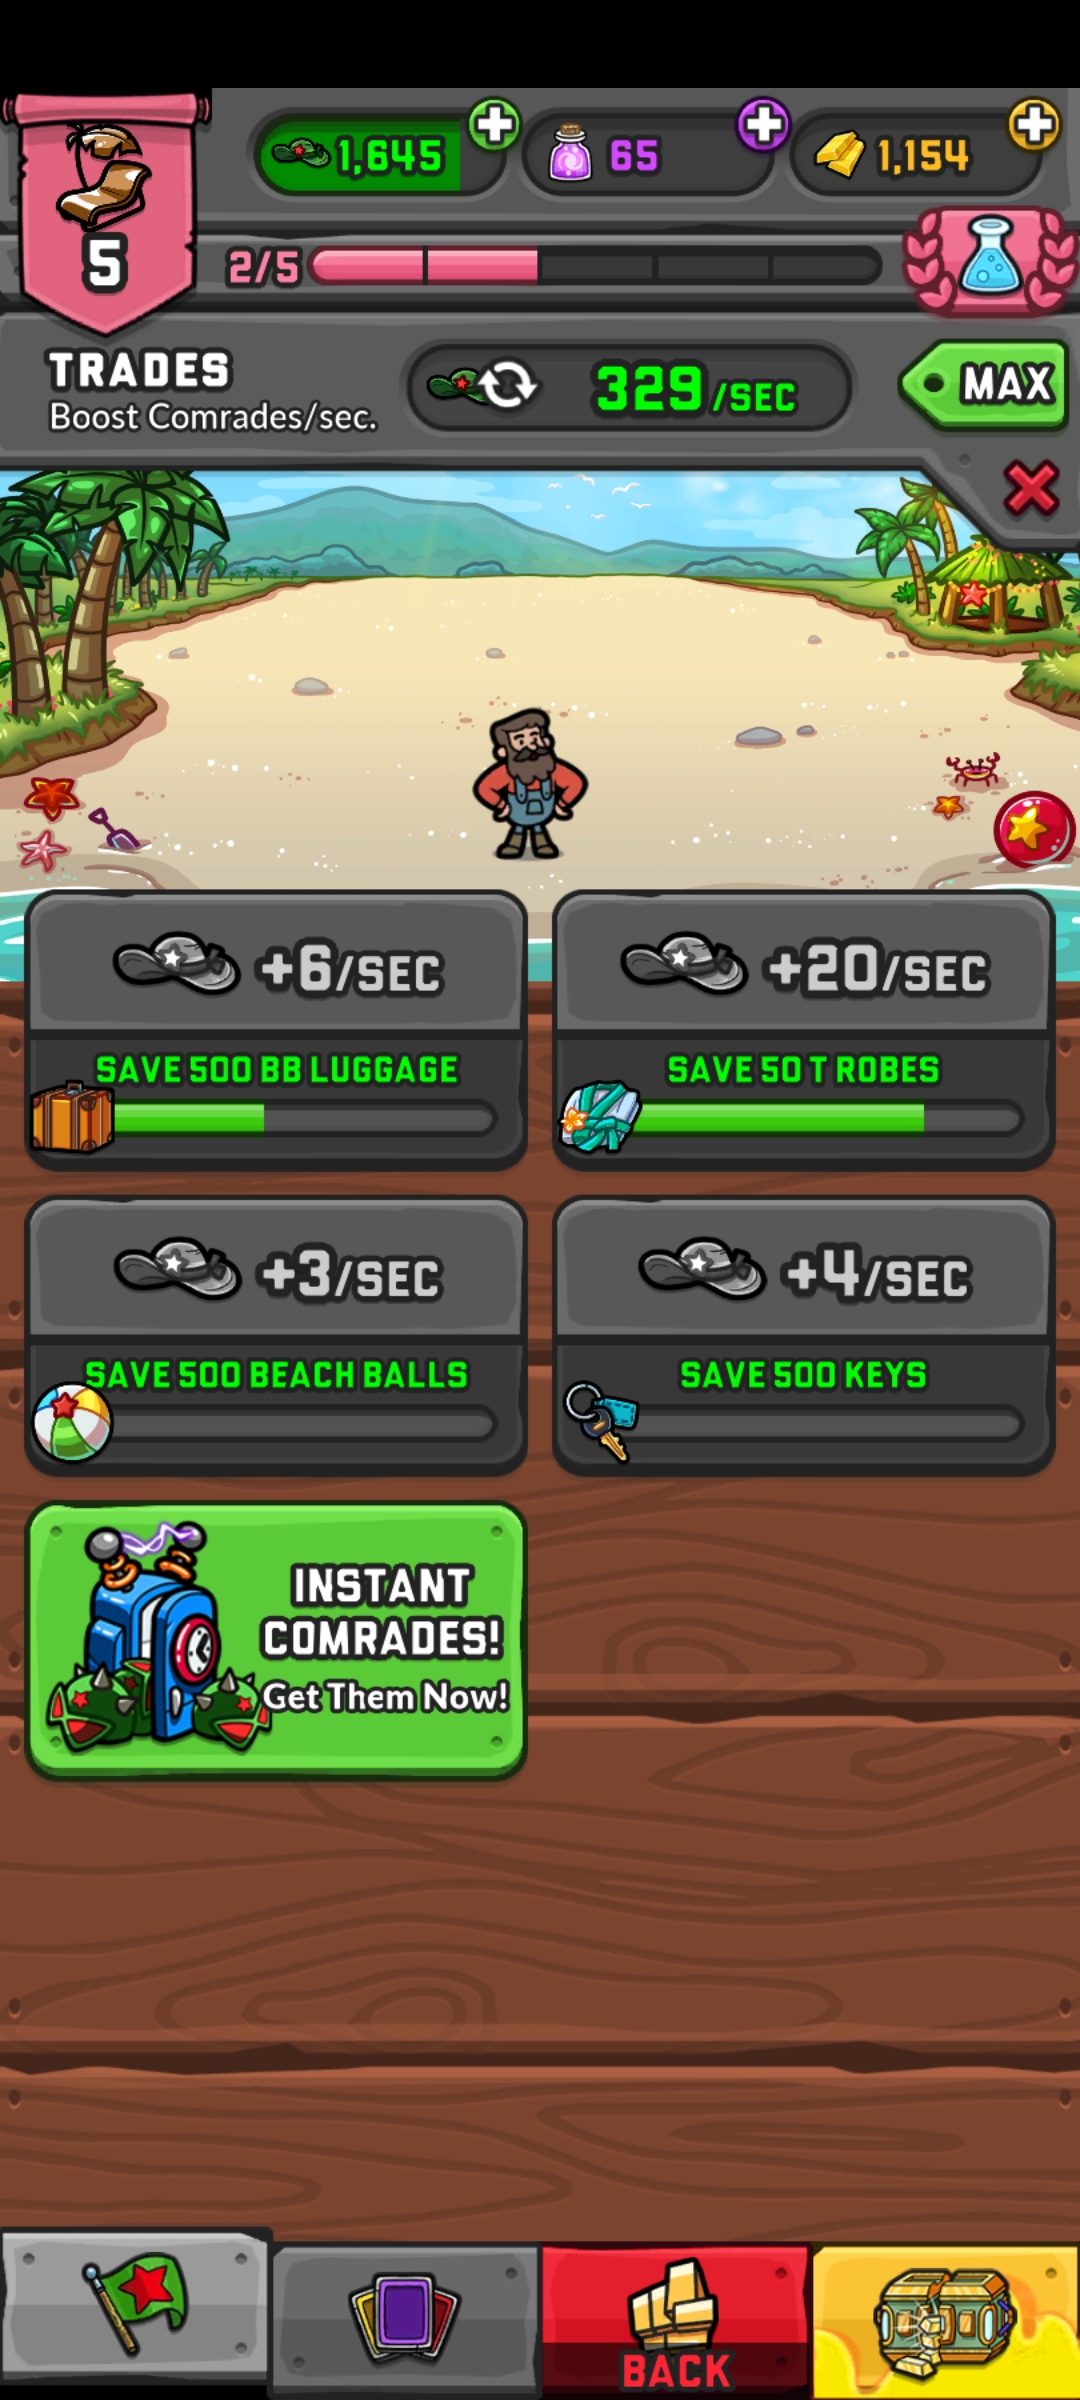 1,645
65
1,154
5
2/5
TRADES
Boost Comrades/sec.
329/SEC
MAX
+6/SEC
+20/SEC
SAVE 500 BB LUGGAGE
SAVE 50 T ROBES
+3/SEC
+4/SEC
SAVE 500 BEACH BALLS
SAVE 500 KEYS
INSTANT
COMRADES!
Get Them Now!
BACK